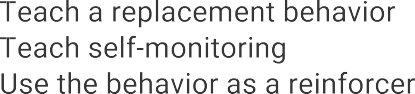 Teach a replacement behavior
Teach self-monitoring
Use the behavior as a reinforcer